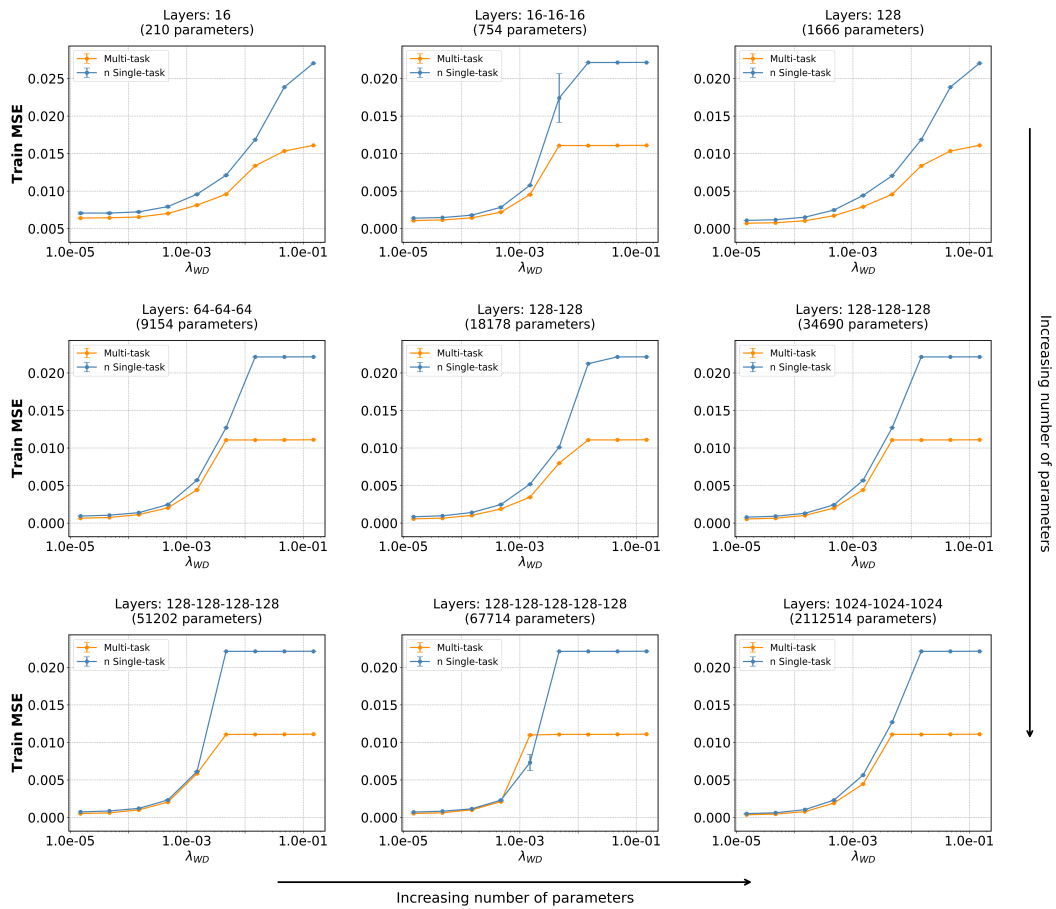 Layers: 16
(210 parameters)
Multi-task
n Single-task
0.025
0.020
0.015
0.010
0.005
Train MSE
1.0e-05
1.0e-03
1.0e-01
λWD
Layers: 16-16-16
(754 parameters)
Multi-task
n Single-task
0.020
0.015
0.010
0.005
0.000
1.0e-05
1.0e-03
1.0e-01
λWD
Layers: 128
(1666 parameters)
Multi-task
n Single-task
0.020
0.015
0.010
0.005
0.000
1.0e-05
1.0e-03
1.0e-01
λWD
Layers: 64-64-64
(9154 parameters)
Multi-task
n Single-task
0.020
0.015
0.010
0.005
0.000
Train MSE
1.0e-05
1.0e-03
1.0e-01
λWD
Layers: 128-128
(18178 parameters)
Multi-task
n Single-task
0.020
0.015
0.010
0.005
0.000
1.0e-05
1.0e-03
1.0e-01
λWD
Layers: 128-128-128
(34690 parameters)
Multi-task
n Single-task
0.020
0.015
0.010
0.005
0.000
1.0e-05
1.0e-03
1.0e-01
λWD
Layers: 128-128-128-128
(51202 parameters)
Multi-task
n Single-task
0.020
0.015
0.010
0.005
0.000
Train MSE
1.0e-05
1.0e-03
1.0e-01
λWD
Layers: 128-128-128-128-128
(67714 parameters)
Multi-task
n Single-task
0.020
0.015
0.010
0.005
0.000
1.0e-05
1.0e-03
1.0e-01
λWD
Layers: 1024-1024-1024
(2112514 parameters)
Multi-task
n Single-task
0.020
0.015
0.010
0.005
0.000
1.0e-05
1.0e-03
1.0e-01
λWD
Increasing number of parameters
Increasing number of parameters